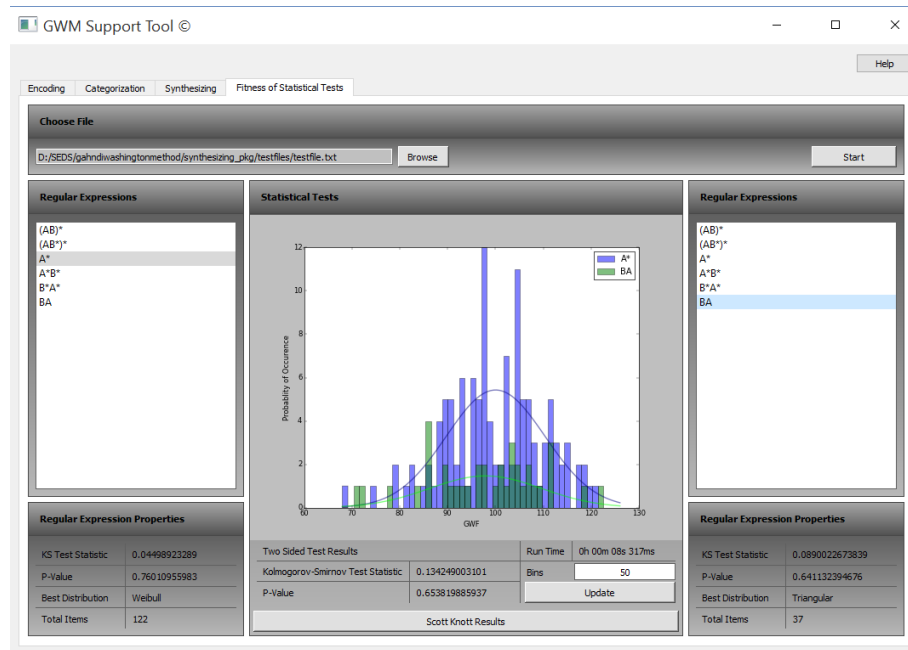 GWM Support Tool ©
Help
Encoding Categorization Synthesizing Fitness of Statistical Tests
Choose File
D:/SEDS/gahndiwashingtonmethod/synthesizing_pkg/testfiles/testfile.txt Browse Start
Regular Expressions
(AB)*
(AB*)*
A*
A*B*
B*A*
BA
Statistical Tests
A*
BA
12
10
8
6
4
2
0
Probablity of Occurence
60 70 80 90 100 110 120 130
GWF
Regular Expressions
(AB)*
(AB*)*
A*
A*B*
B*A*
BA
Regular Expression Properties
KS Test Statistic 0.04498923289
P-Value 0.76010955983
Best Distribution Weibull
Total Items 122
Two Sided Test Results Run Time 0h 00m 08s 317ms
Kolmogorov-Smirnov Test Statistic 0.134249003101 Bins 50
P-Value 0.653819885937 Update
Scott Knott Results
Regular Expression Properties
KS Test Statistic 0.0890022673839
P-Value 0.641132394676
Best Distribution Triangular
Total Items 37